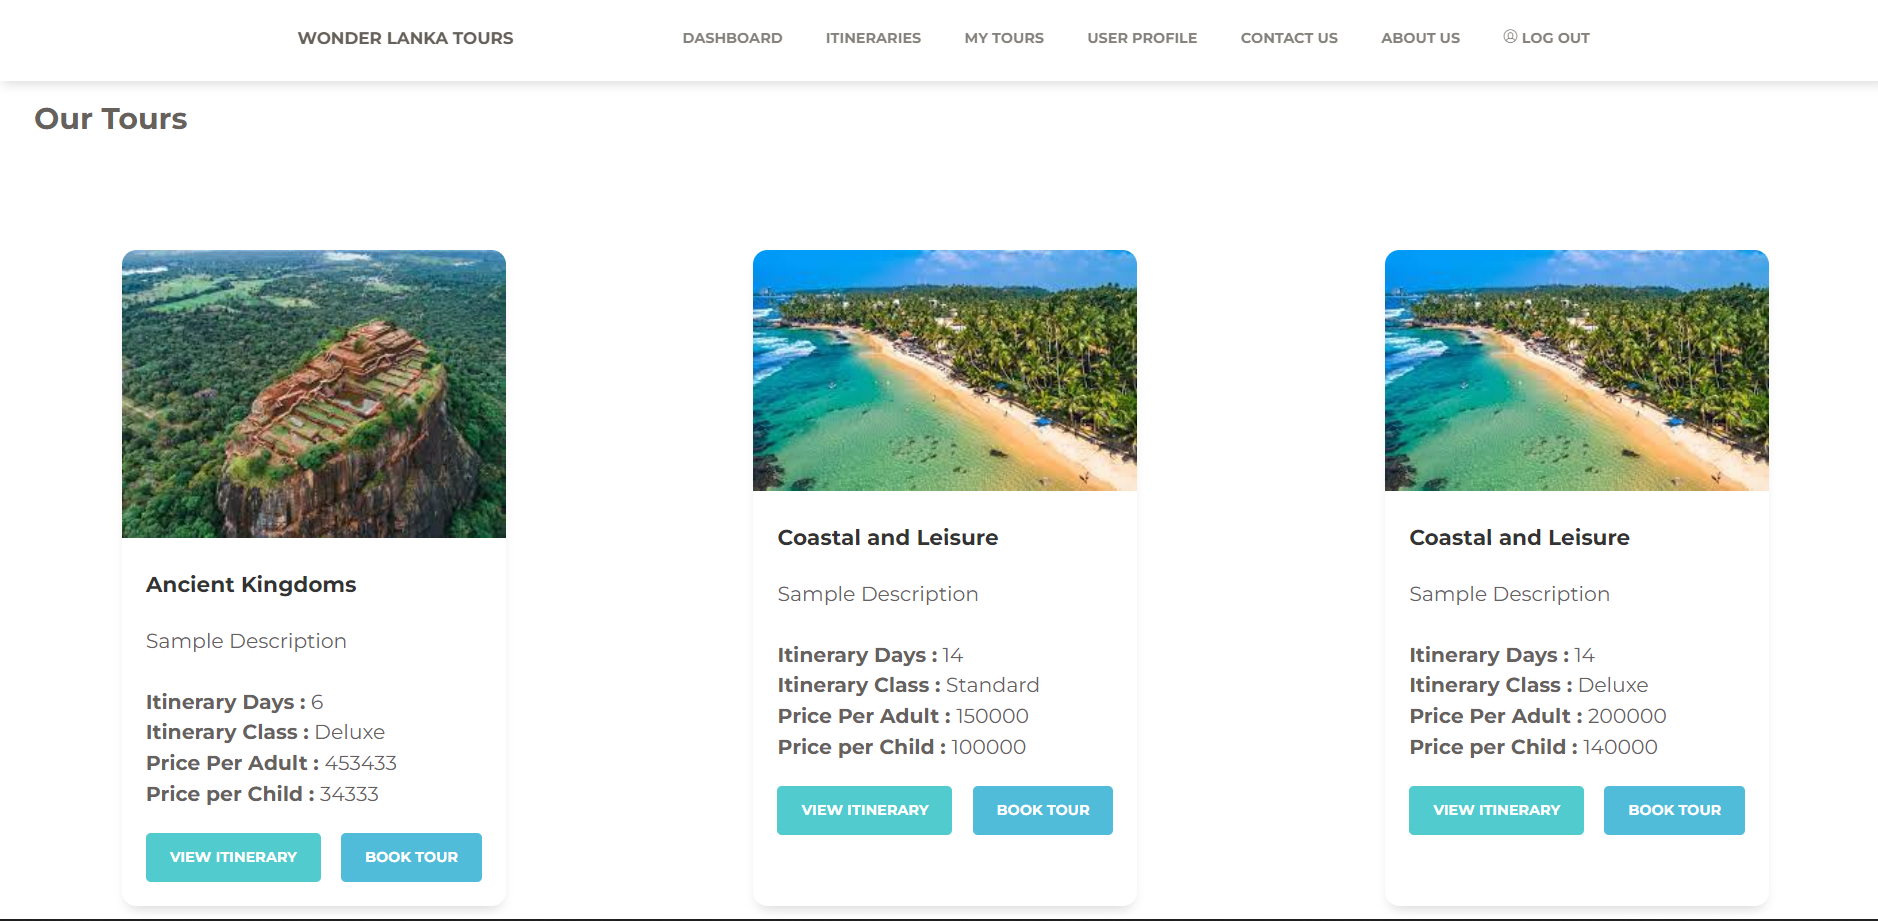 WONDER LANKA TOURS
DASHBOARD
ITINERARIES
MY TOURS
USER PROFILE
CONTACT US
ABOUT US
LOG OUT
Our Tours
Ancient Kingdoms
Sample Description
Itinerary Days : 6
Itinerary Class : Deluxe
Price Per Adult : 453433
Price per Child : 34333
VIEW ITINERARY
BOOK TOUR
Coastal and Leisure
Sample Description
Itinerary Days : 14
Itinerary Class : Standard
Price Per Adult : 150000
Price per Child : 100000
VIEW ITINERARY
BOOK TOUR
Coastal and Leisure
Sample Description
Itinerary Days : 14
Itinerary Class : Deluxe
Price Per Adult : 200000
Price per Child : 140000
VIEW ITINERARY
BOOK TOUR